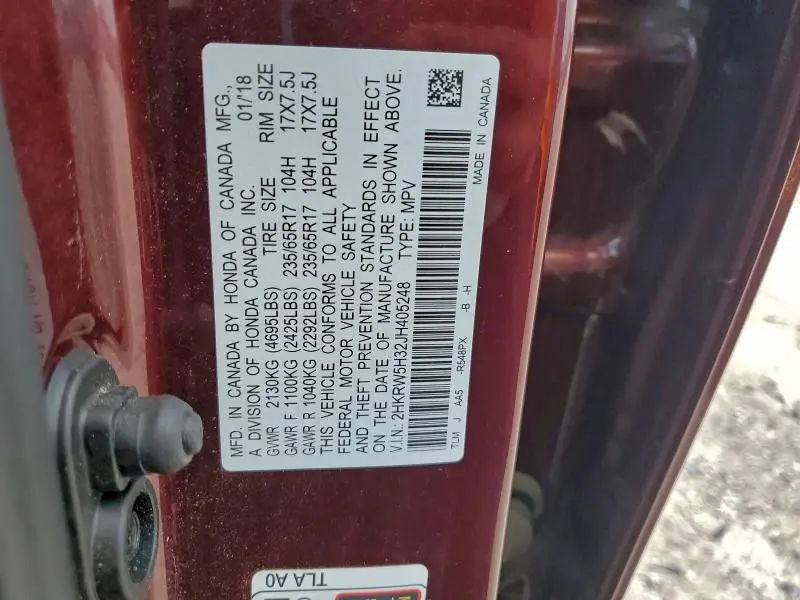 MFD. IN CANADA BY HONDA OF CANADA MFG.,
A DIVISION OF HONDA CANADA INC. 01/18
GVWR 2130KG (4695LBS) TIRE SIZE RIM SIZE
GAWR F 1100KG (2425LBS) 235/65R17 104H 17X7.5J
GAWR R 1040KG (2292LBS) 235/65R17 104H 17X7.5J
THIS VEHICLE CONFORMS TO ALL APPLICABLE
FEDERAL MOTOR VEHICLE SAFETY
AND THEFT PREVENTION STANDARDS IN EFFECT
ON THE DATE OF MANUFACTURE SHOWN ABOVE.
V.I.N.: 2HKRW5H32JH405248 TYPE: MPV
TLM J AA5 -R548PX -B -H
MADE IN CANADA
TLA A0